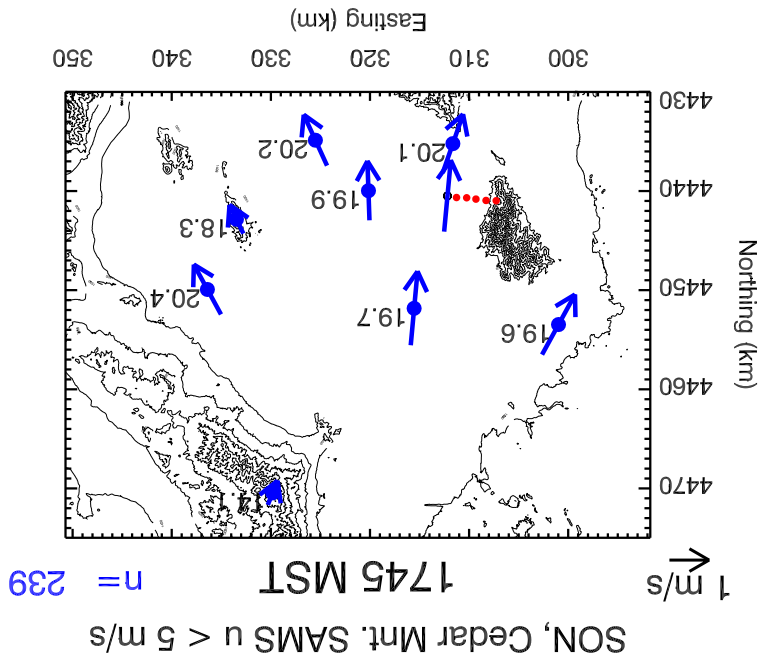 SON, Cedar Mnt. SAMS u < 5 m/s
1 m/s
1745 MST
n= 239
4470
4460
4450
4440
4430
Northing (km)
14.1
19.6
19.7
20.4
18.3
19.9
20.1
20.2
300 310 320 330 340 350
Easting (km)